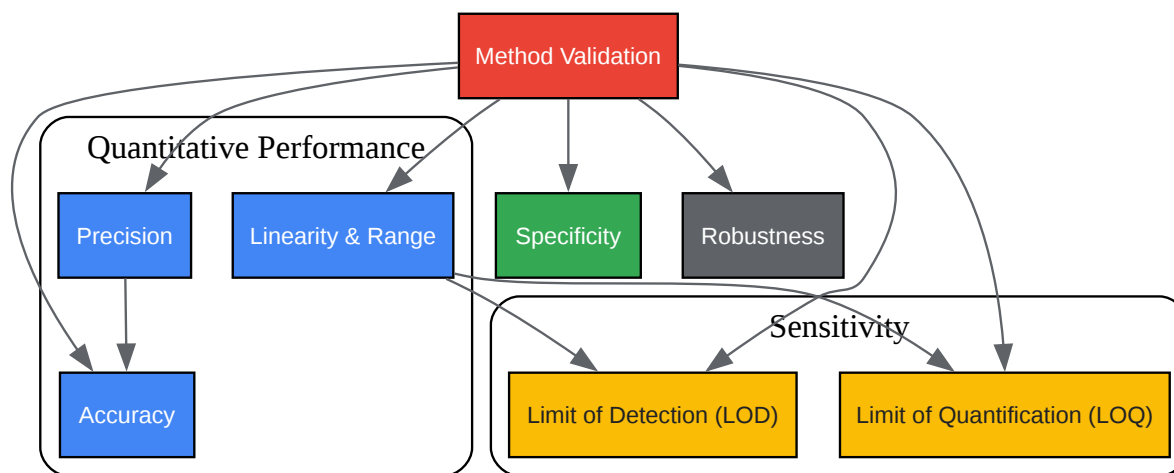 Method Validation
Quantitative Performance
Precision
Linearity & Range
Specificity
Robustness
Sensitivity
Accuracy
Limit of Detection (LOD)
Limit of Quantification (LOQ)